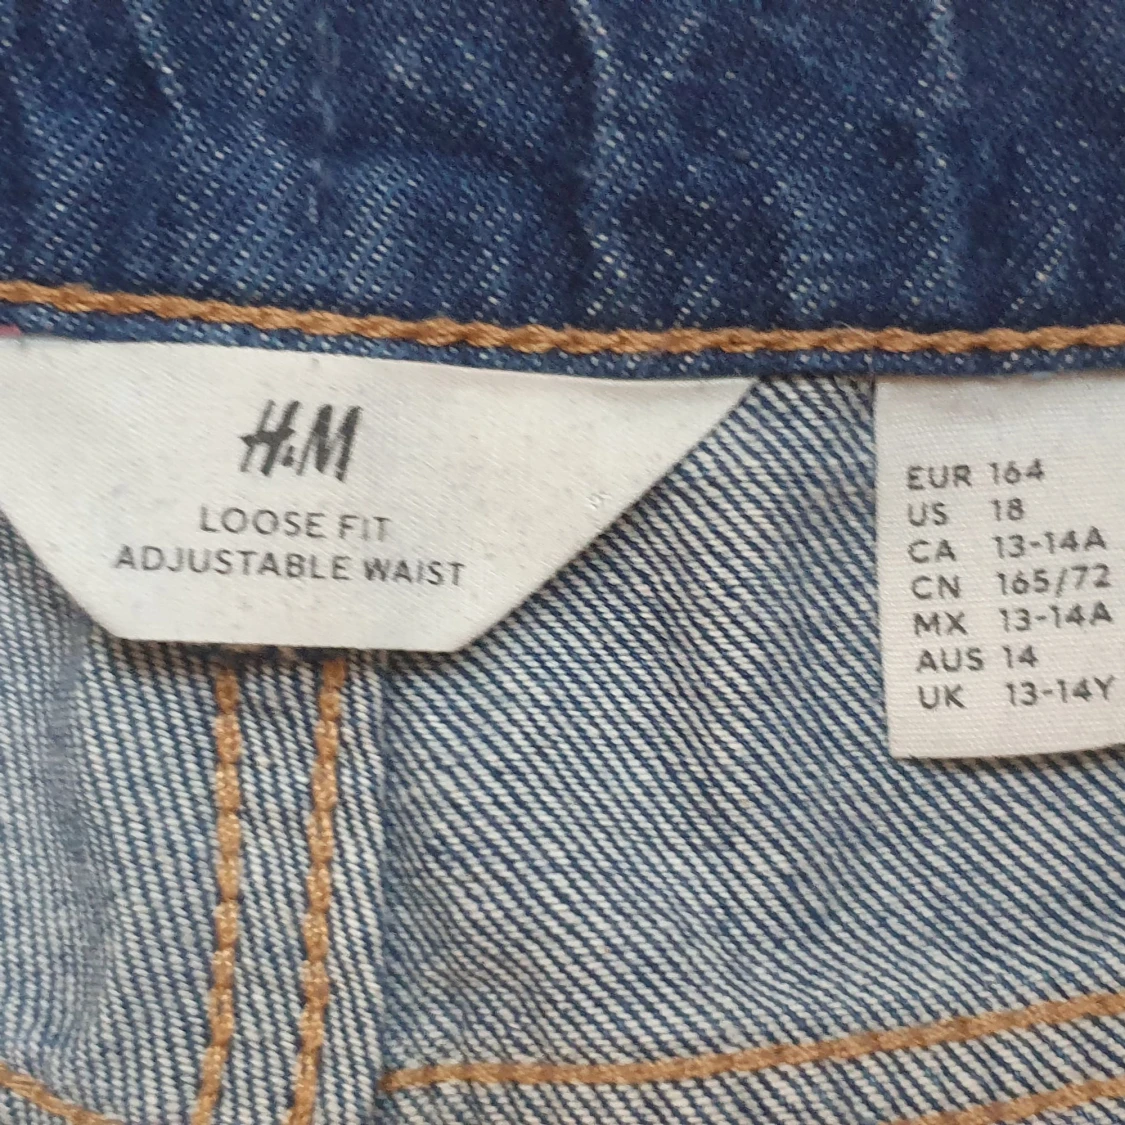 H&M
LOOSE FIT
ADJUSTABLE WAIST
EUR 164
US 18
CA 13-14A
CN 165/72
MX 13-14A
AUS 14
UK 13-14Y